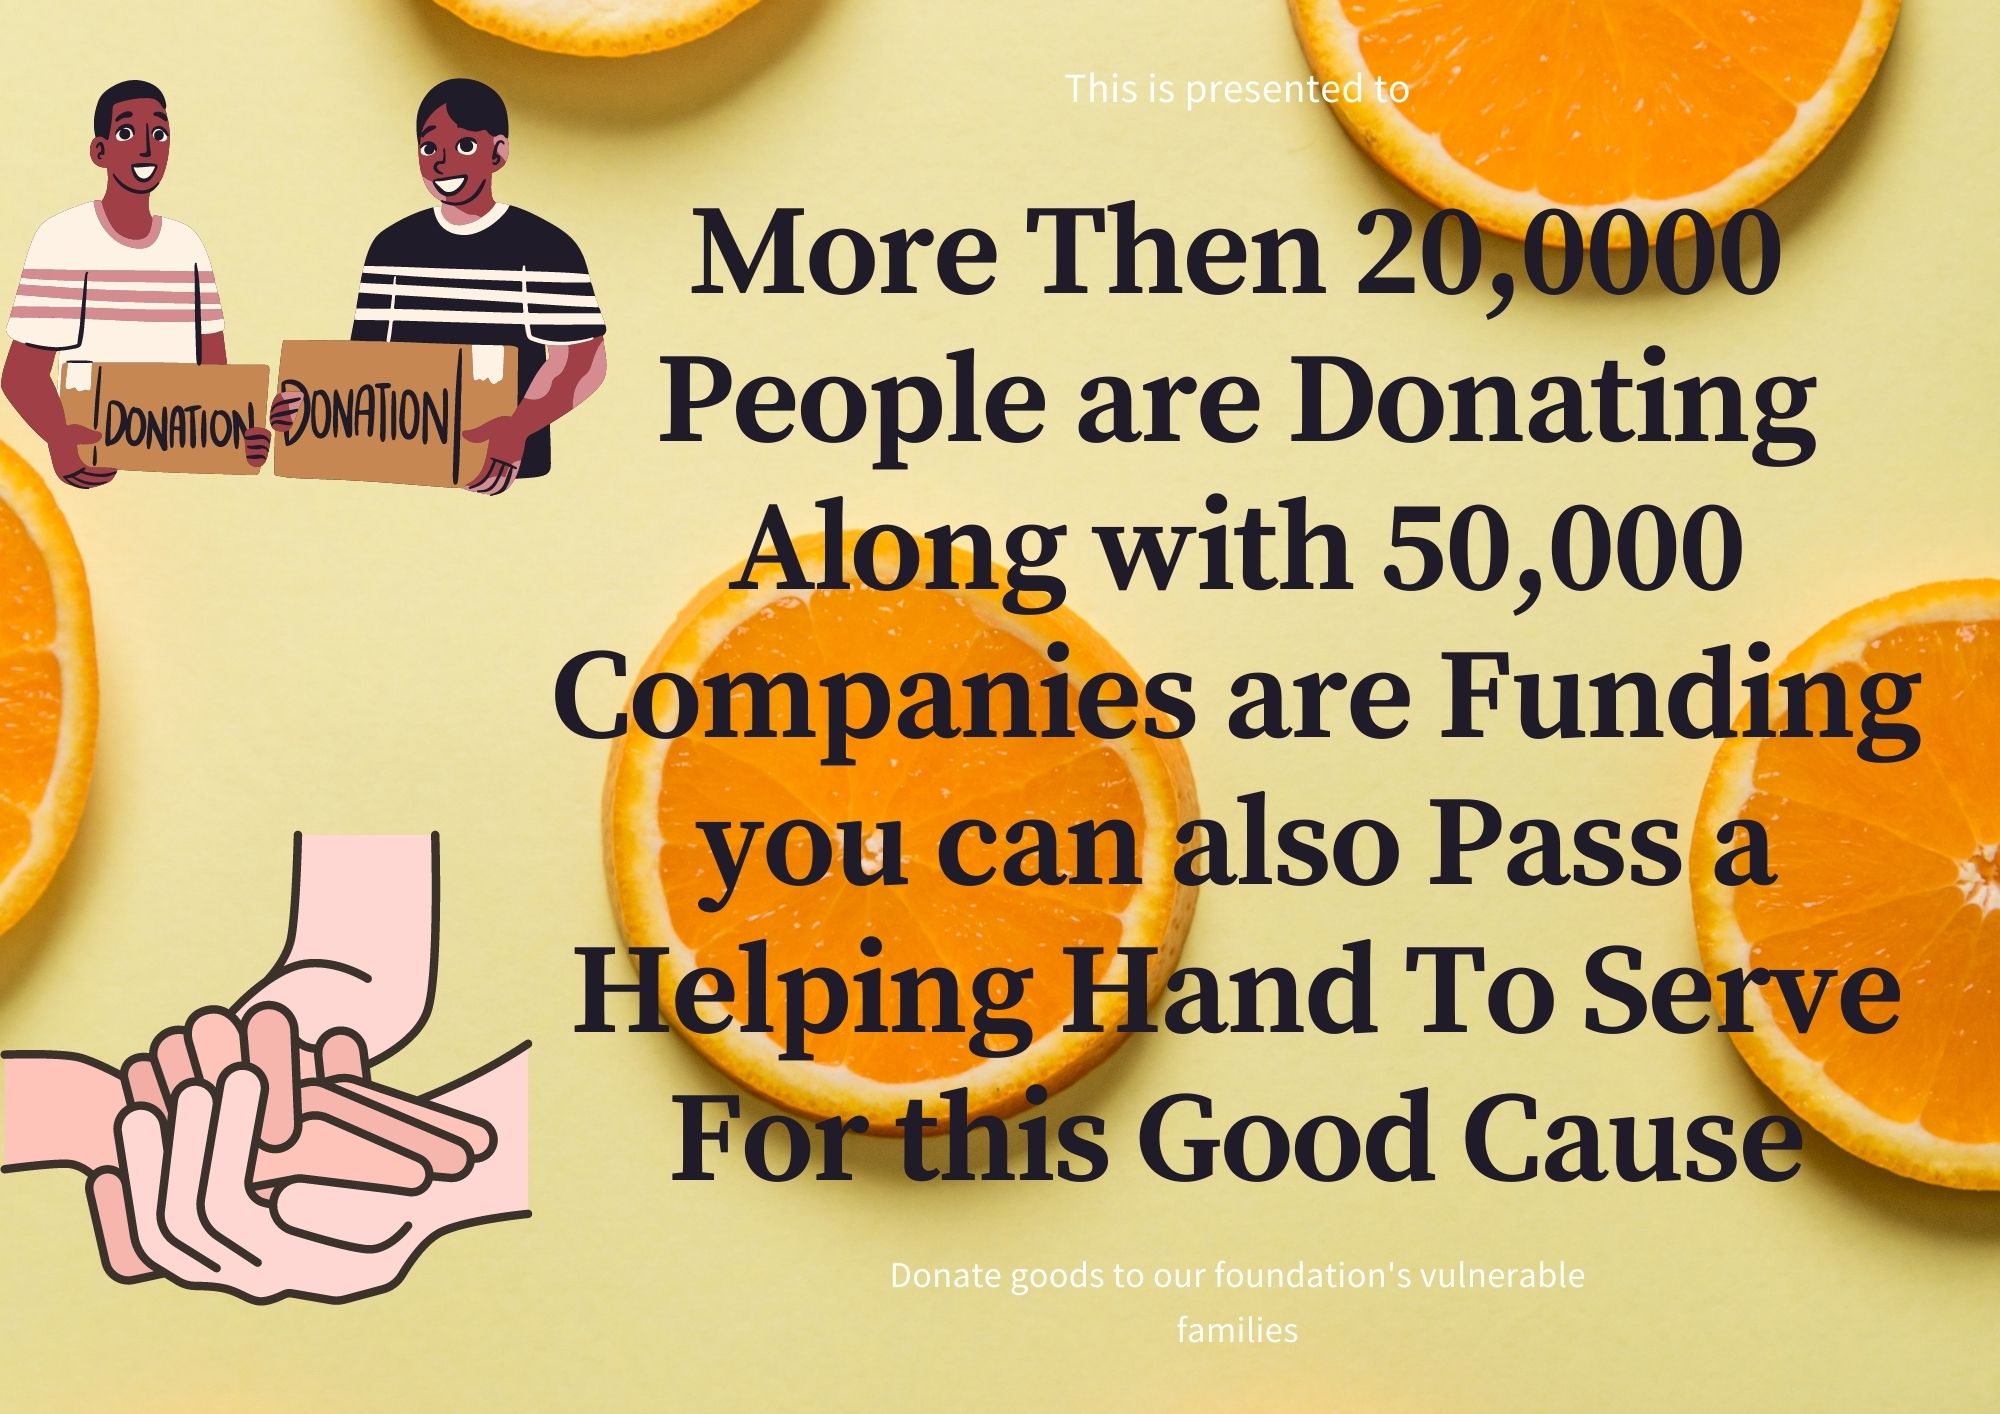 This is presented to
More Then 20,0000
People are Donating
Along with 50,000
Companies are Funding
you can also Pass a
Helping Hand To Serve
For this Good Cause
DONATION
DONATION
Donate goods to our foundation's vulnerable
families